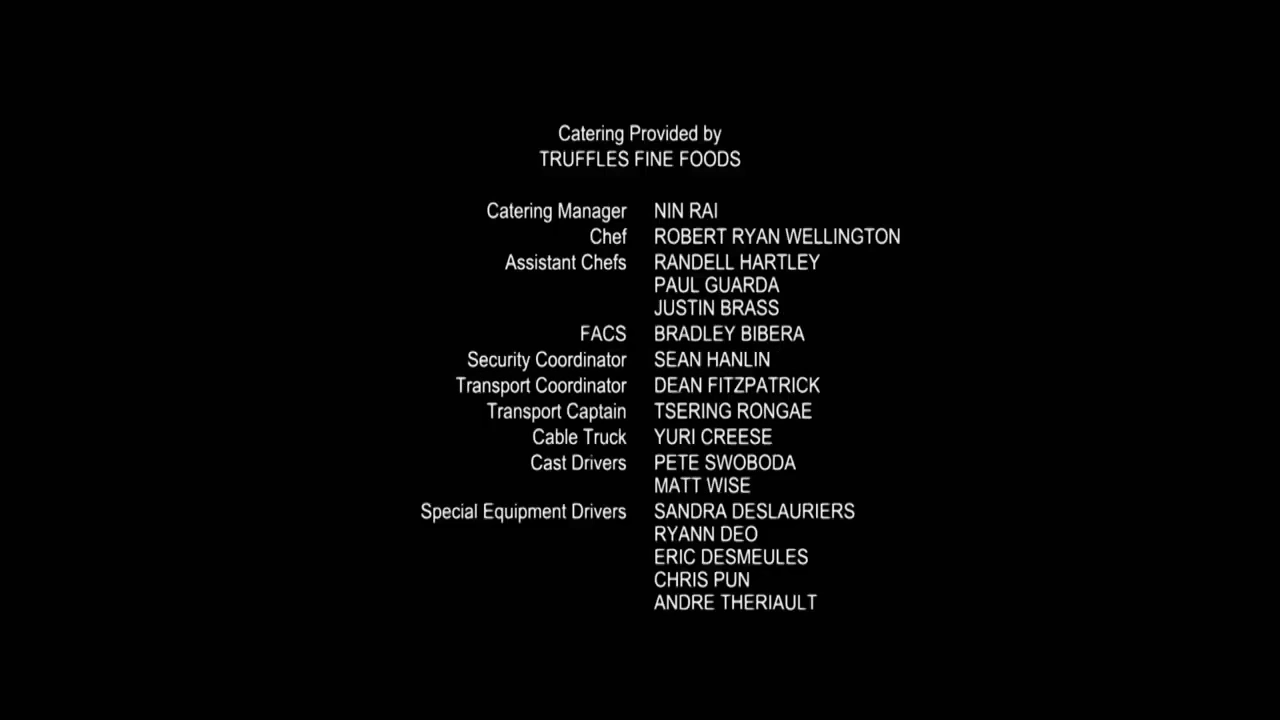 Catering Provided by
TRUFFLES FINE FOODS
Catering Manager NIN RAI
Chef ROBERT RYAN WELLINGTON
Assistant Chefs RANDELL HARTLEY
PAUL GUARDA
JUSTIN BRASS
FACS BRADLEY BIBERA
Security Coordinator SEAN HANLIN
Transport Coordinator DEAN FITZPATRICK
Transport Captain TSERING RONGAE
Cable Truck YURI CREESE
Cast Drivers PETE SWOBODA
MATT WISE
Special Equipment Drivers SANDRA DESLAURIERS
RYANN DEO
ERIC DESMEULES
CHRIS PUN
ANDRE THERIAULT